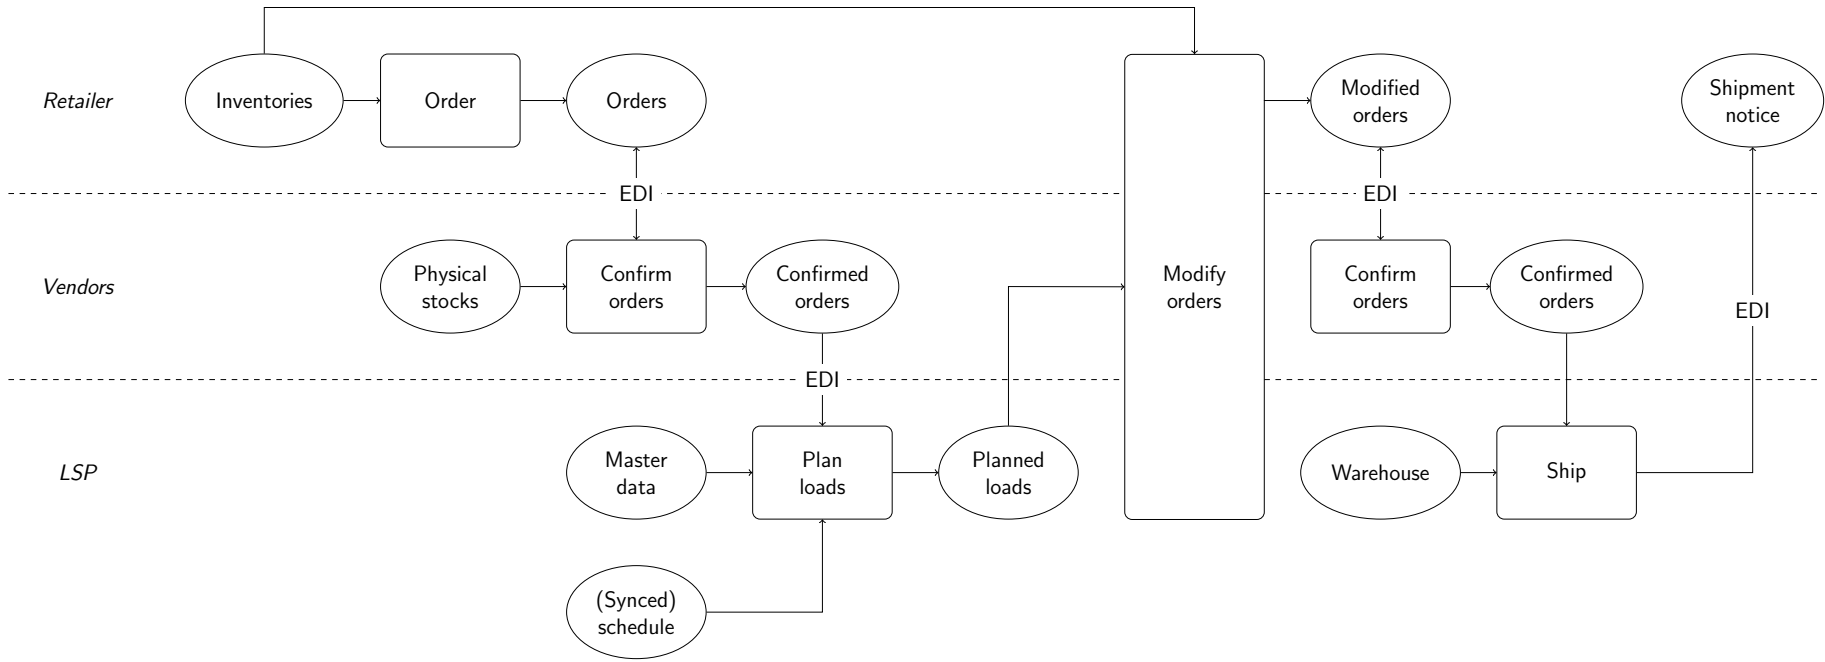 Retailer
Inventories
Order
Orders
Modified
orders
Shipment
notice
EDI
EDI
Vendors
Physical
stocks
Confirm
orders
Confirmed
orders
Modify
orders
Confirm
orders
Confirmed
orders
EDI
EDI
LSP
Master
data
Plan
loads
Planned
loads
Warehouse
Ship
(Synced)
schedule